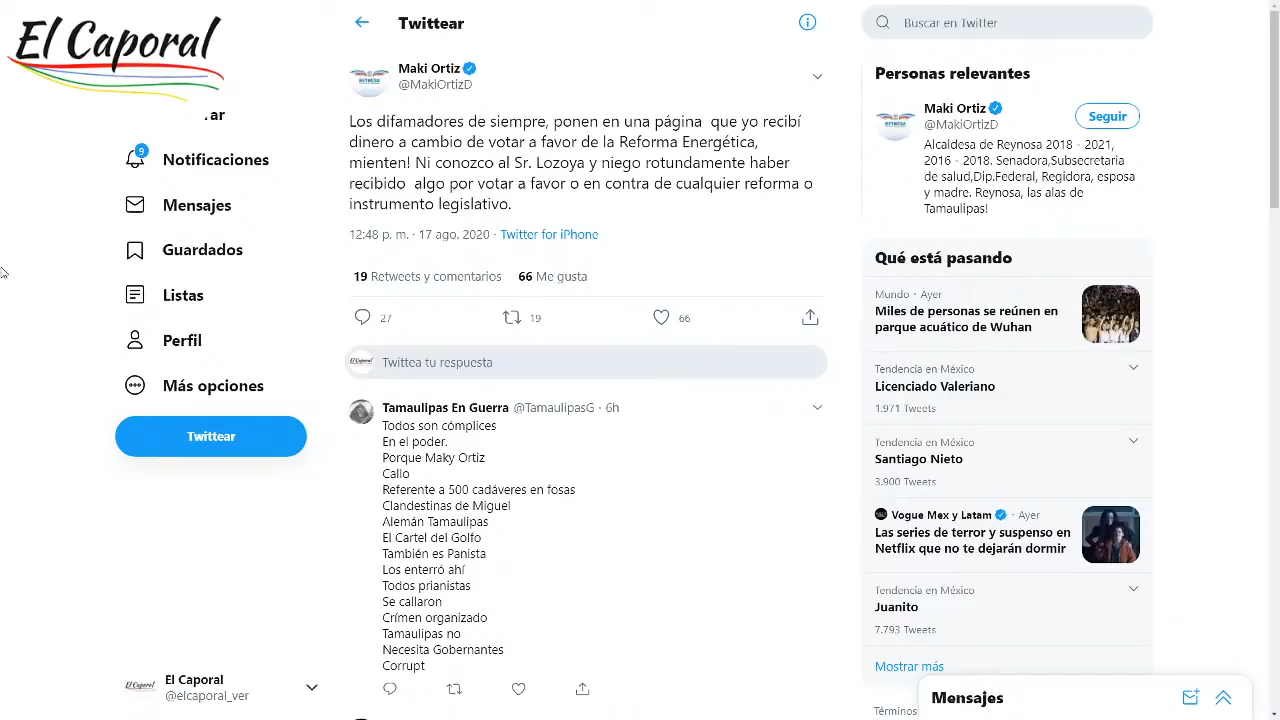 El Caporal
ar
9
Notificaciones
Mensajes
Guardados
Listas
Perfil
Más opciones
Twittear
El Caporal
@elcaporal_ver
Twittear
REYNOSA
Maki Ortiz
@MakiOrtizD
Los difamadores de siempre, ponen en una página  que yo recibí
dinero a cambio de votar a favor de la Reforma Energética,
mienten! Ni conozco al Sr. Lozoya y niego rotundamente haber
recibido  algo por votar a favor o en contra de cualquier reforma o
instrumento legislativo.
12:48 p. m. · 17 ago. 2020 · Twitter for iPhone
19 Retweets y comentarios 66 Me gusta
27 19 66
El Caporal
Twittea tu respuesta
Tamaulipas En Guerra @TamaulipasG · 6h
Todos son cómplices
En el poder.
Porque Maky Ortiz
Callo
Referente a 500 cadáveres en fosas
Clandestinas de Miguel
Alemán Tamaulipas
El Cartel del Golfo
También es Panista
Los enterró ahí
Todos prianistas
Se callaron
Crímen organizado
Tamaulipas no
Necesita Gobernantes
Corrupt
Buscar en Twitter
Personas relevantes
REYNOSA
Maki Ortiz
@MakiOrtizD
Seguir
Alcaldesa de Reynosa 2018 - 2021,
2016 - 2018. Senadora,Subsecretaria
de salud,Dip.Federal, Regidora, esposa
y madre. Reynosa, las alas de
Tamaulipas!
Qué está pasando
Mundo · Ayer
Miles de personas se reúnen en
parque acuático de Wuhan
Tendencia en México
Licenciado Valeriano
1.971 Tweets
Tendencia en México
Santiago Nieto
3.900 Tweets
Vogue Mex y Latam · Ayer
Las series de terror y suspenso en
Netflix que no te dejarán dormir
Tendencia en México
Juanito
7.793 Tweets
Mostrar más
Términos
Mensajes